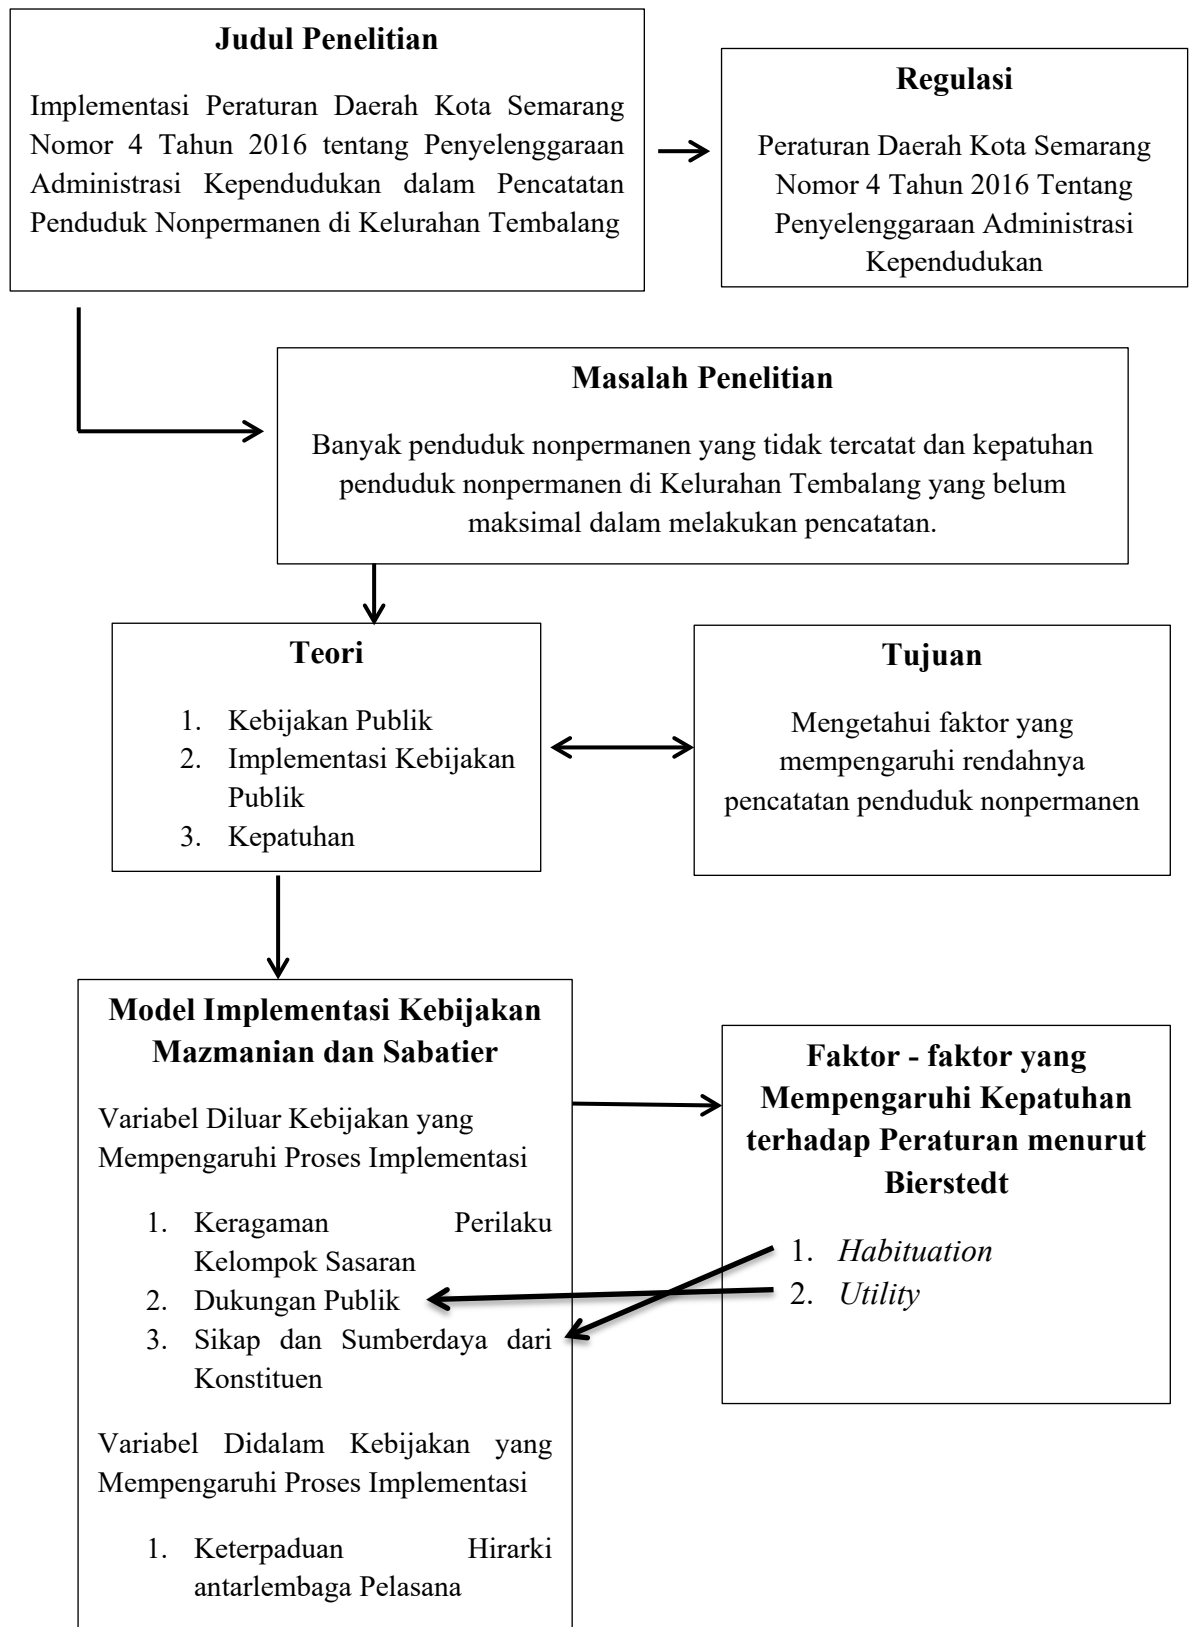 Judul Penelitian
Implementasi Peraturan Daerah Kota Semarang
Nomor 4 Tahun 2016 tentang Penyelenggaraan
Administrasi Kependudukan dalam Pencatatan
Penduduk Nonpermanen di Kelurahan Tembalang
Regulasi
Peraturan Daerah Kota Semarang
Nomor 4 Tahun 2016 Tentang
Penyelenggaraan Administrasi
Kependudukan
Masalah Penelitian
Banyak penduduk nonpermanen yang tidak tercatat dan kepatuhan
penduduk nonpermanen di Kelurahan Tembalang yang belum
maksimal dalam melakukan pencatatan.
Teori
1. Kebijakan Publik
2. Implementasi Kebijakan
Publik
3. Kepatuhan
Tujuan
Mengetahui faktor yang
mempengaruhi rendahnya
pencatatan penduduk nonpermanen
Model Implementasi Kebijakan
Mazmanian dan Sabatier
Variabel Diluar Kebijakan yang
Mempengaruhi Proses Implementasi
1. Keragaman Perilaku
Kelompok Sasaran
2. Dukungan Publik
3. Sikap dan Sumberdaya dari
Konstituen
Variabel Didalam Kebijakan yang
Mempengaruhi Proses Implementasi
1. Keterpaduan Hirarki
antarlembaga Pelasana
Faktor - faktor yang
Mempengaruhi Kepatuhan
terhadap Peraturan menurut
Bierstedt
1. Habituation
2. Utility